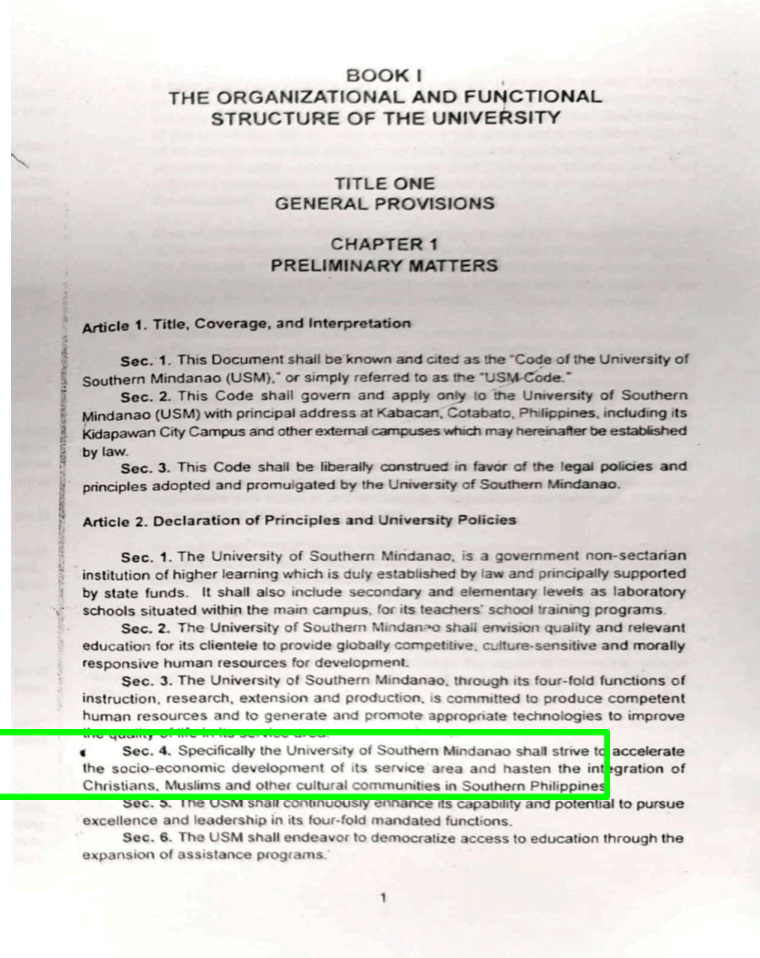 BOOK I
THE ORGANIZATIONAL AND FUNCTIONAL
STRUCTURE OF THE UNIVERSITY
TITLE ONE
GENERAL PROVISIONS
CHAPTER 1
PRELIMINARY MATTERS
Article 1. Title, Coverage, and Interpretation
Sec. 1. This Document shall be known and cited as the "Code of the University of
Southern Mindanao (USM)," or simply referred to as the "USM Code."
Sec. 2. This Code shall govern and apply only to the University of Southern
Mindanao (USM) with principal address at Kabacan, Cotabato, Philippines, including its
Kidapawan City Campus and other external campuses which may hereinafter be established
by law.
Sec. 3. This Code shall be liberally construed in favor of the legal policies and
principles adopted and promulgated by the University of Southern Mindanao.
Article 2. Declaration of Principles and University Policies
Sec. 1. The University of Southern Mindanao, is a government non-sectarian
institution of higher learning which is duly established by law and principally supported
by state funds. It shall also include secondary and elementary levels as laboratory
schools situated within the main campus, for its teachers' school training programs.
Sec. 2. The University of Southern Mindanao shall envision quality and relevant
education for its clientele to provide globally competitive, culture-sensitive and morally
responsive human resources for development.
Sec. 3. The University of Southern Mindanao, through its four-fold functions of
instruction, research, extension and production, is committed to produce competent
human resources and to generate and promote appropriate technologies to improve
the quality of life in its service area.
Sec. 4. Specifically the University of Southern Mindanao shall strive to accelerate
the socio-economic development of its service area and hasten the integration of
Christians, Muslims and other cultural communities in Southern Philippines
Sec. 5. The USM shall continuously enhance its capability and potential to pursue
excellence and leadership in its four-fold mandated functions.
Sec. 6. The USM shall endeavor to democratize access to education through the
expansion of assistance programs.
1